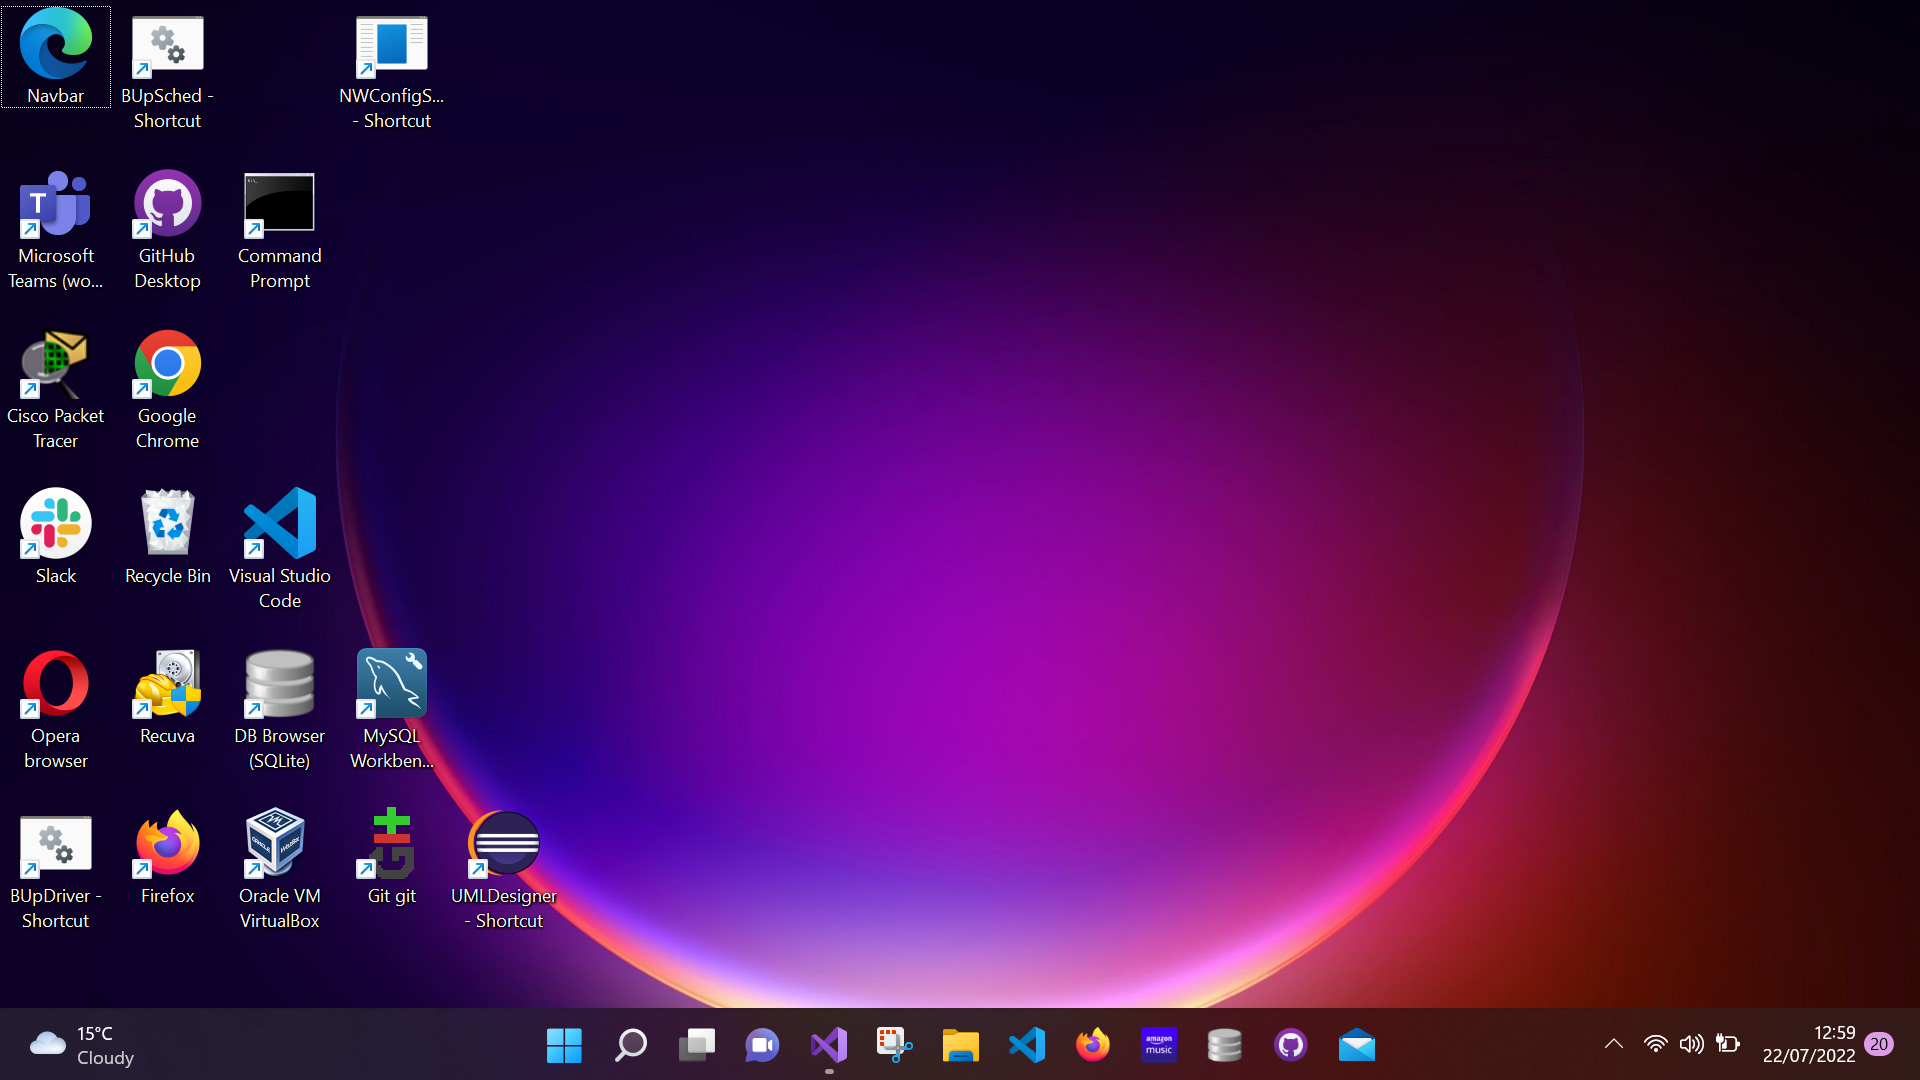 Navbar
BUpSched -
Shortcut
NWConfigS...
- Shortcut
T
Microsoft
Teams (wo...
GitHub
Desktop
C:\_
Command
Prompt
Cisco Packet
Tracer
Google
Chrome
Slack
Recycle Bin
Visual Studio
Code
Opera
browser
Recuva
DB Browser
(SQLite)
MySQL
Workben...
BUpDriver -
Shortcut
Firefox
ORACLE
VirtualBox
Oracle VM
VirtualBox
Git git
UMLDesigner
- Shortcut
15°C
Cloudy
amazon
music
12:59
22/07/2022
20